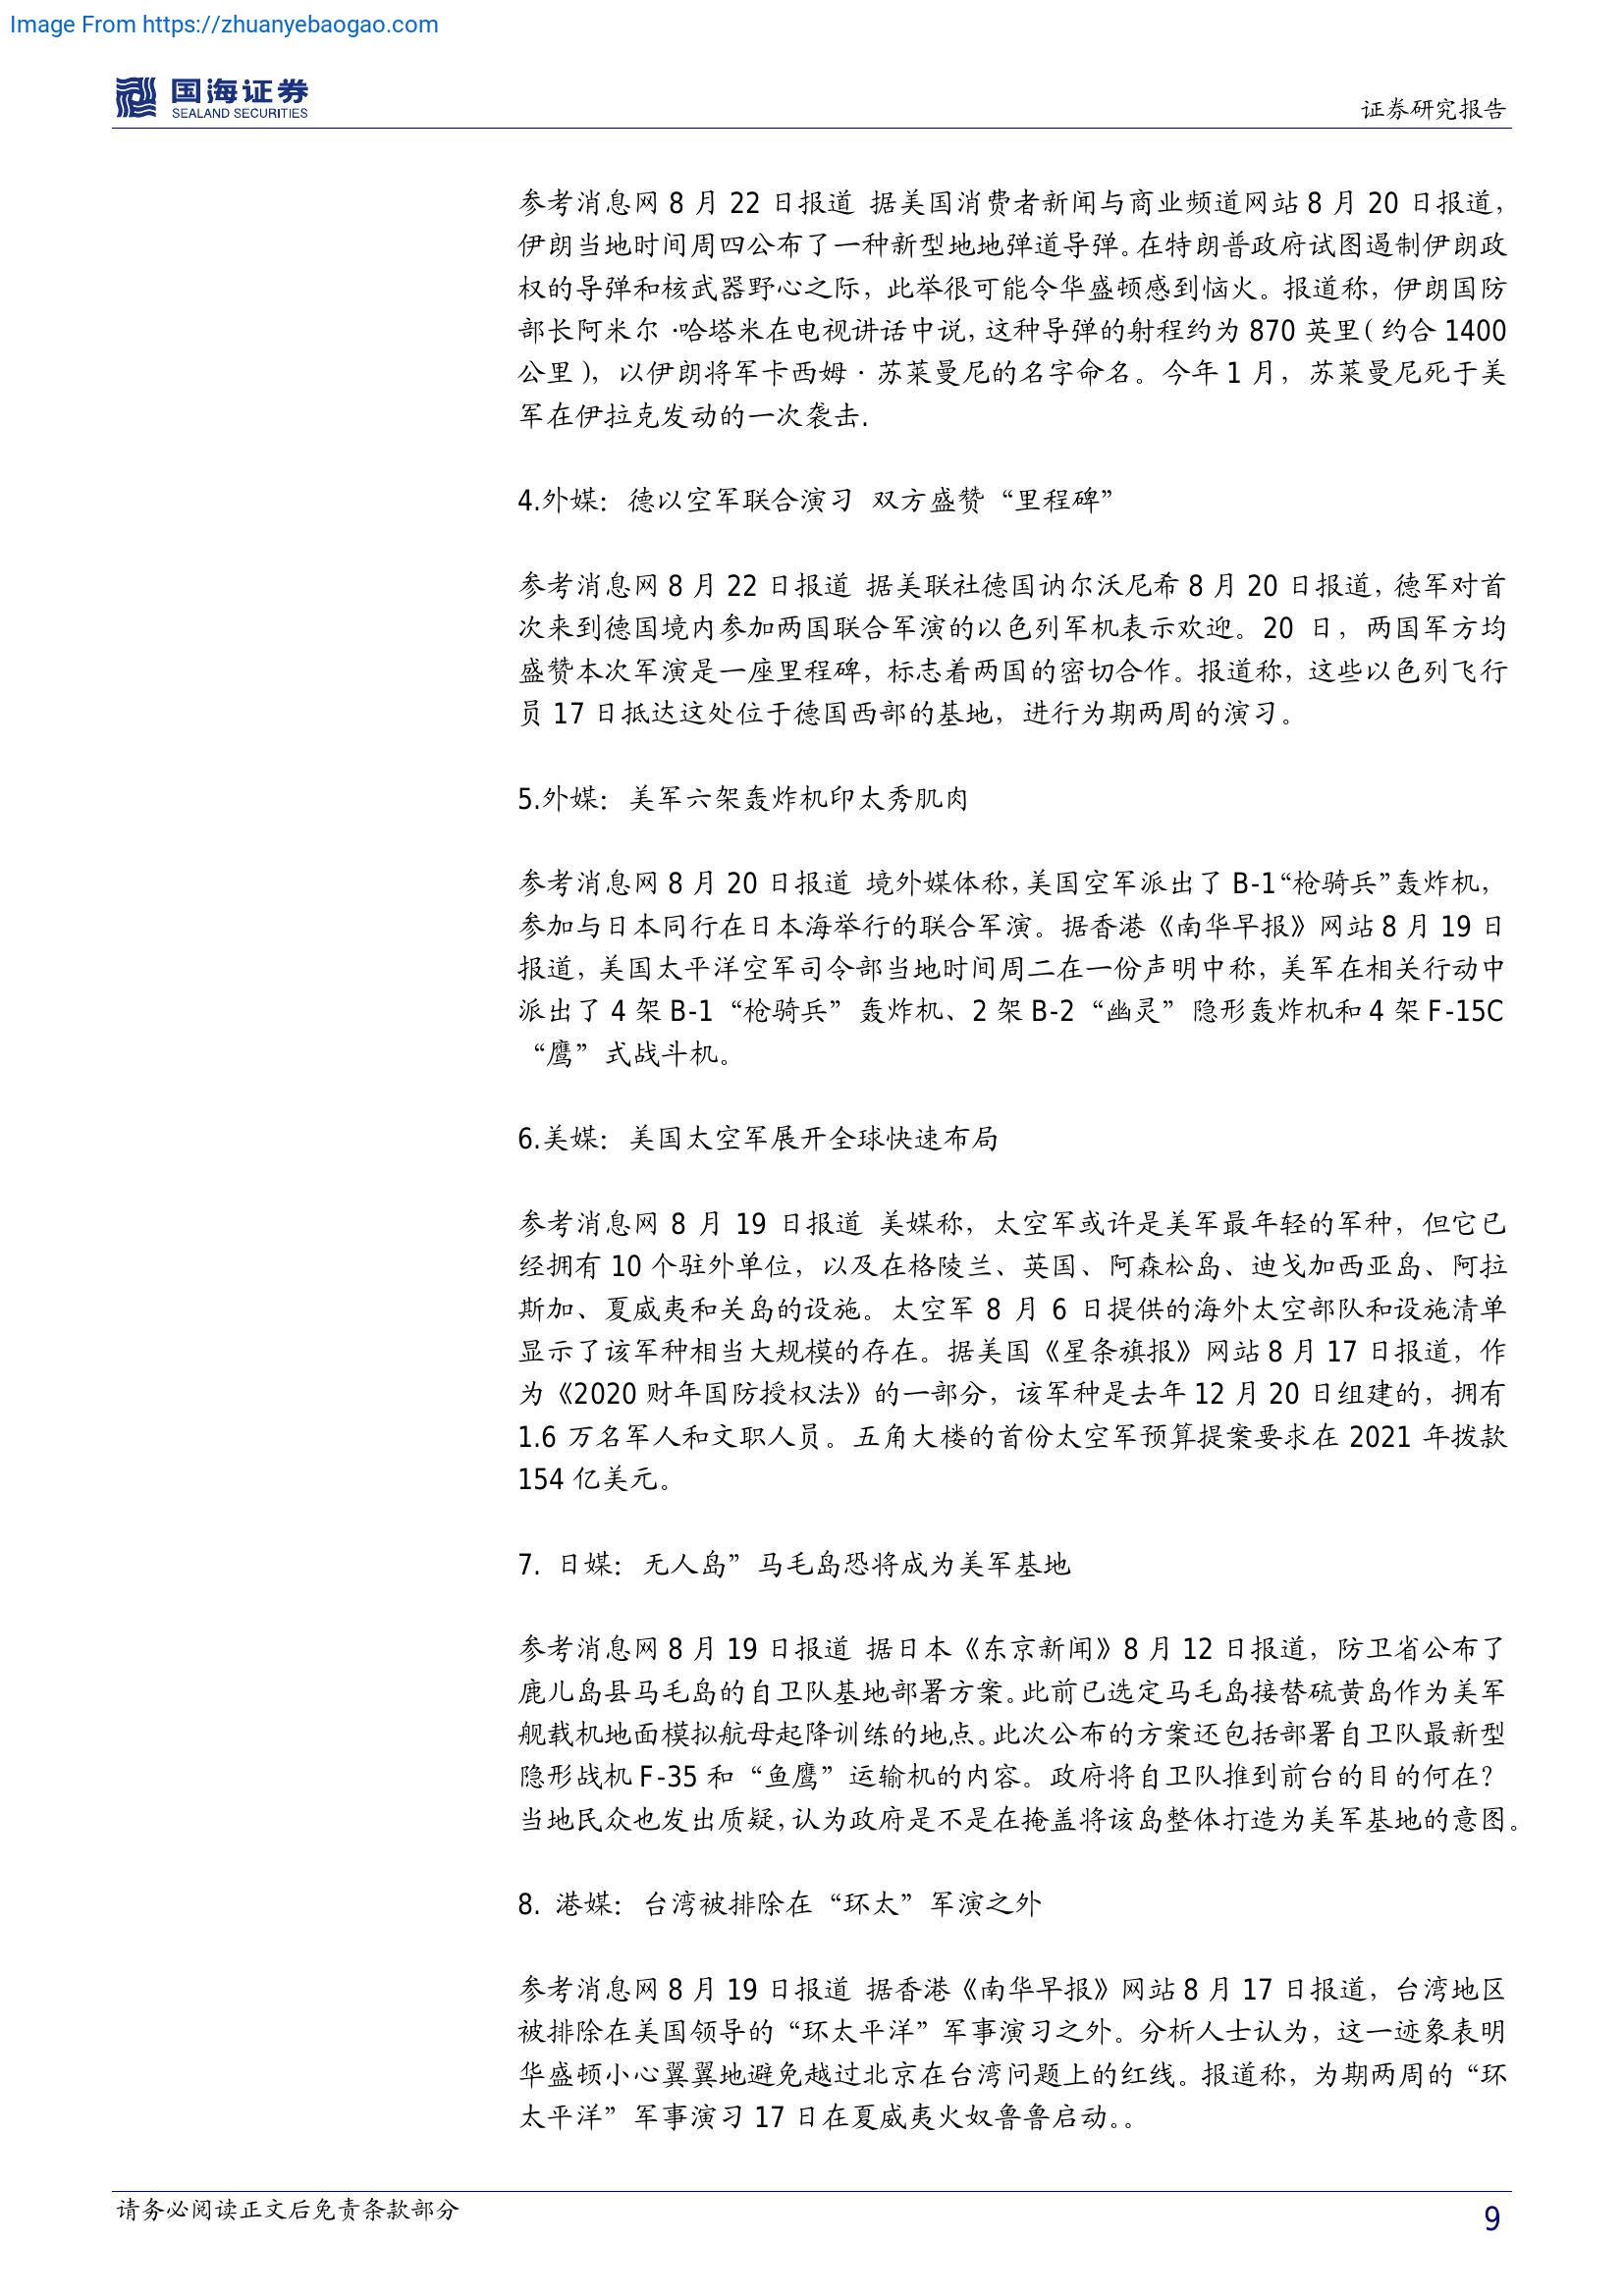 Image From https://zhuanyebaogao.com
国海证券
SEALAND SECURITIES
证券研究报告
参考消息网 8 月 22 日报道 据美国消费者新闻与商业频道网站 8 月 20 日报道，
伊朗当地时间周四公布了一种新型地地弹道导弹。在特朗普政府试图遏制伊朗政
权的导弹和核武器野心之际，此举很可能令华盛顿感到恼火。报道称，伊朗国防
部长阿米尔·哈塔米在电视讲话中说，这种导弹的射程约为 870 英里（约合 1400
公里），以伊朗将军卡西姆·苏莱曼尼的名字命名。今年 1 月，苏莱曼尼死于美
军在伊拉克发动的一次袭击.
4.外媒：德以空军联合演习 双方盛赞“里程碑”
参考消息网 8 月 22 日报道 据美联社德国讷尔沃尼希 8 月 20 日报道，德军对首
次来到德国境内参加两国联合军演的以色列军机表示欢迎。20 日，两国军方均
盛赞本次军演是一座里程碑，标志着两国的密切合作。报道称，这些以色列飞行
员 17 日抵达这处位于德国西部的基地，进行为期两周的演习。
5.外媒：美军六架轰炸机印太秀肌肉
参考消息网 8 月 20 日报道 境外媒体称，美国空军派出了 B-1“枪骑兵”轰炸机，
参加与日本同行在日本海举行的联合军演。据香港《南华早报》网站 8 月 19 日
报道，美国太平洋空军司令部当地时间周二在一份声明中称，美军在相关行动中
派出了 4 架 B-1“枪骑兵”轰炸机、2 架 B-2“幽灵”隐形轰炸机和 4 架 F-15C
“鹰”式战斗机。
6.美媒：美国太空军展开全球快速布局
参考消息网 8 月 19 日报道 美媒称，太空军或许是美军最年轻的军种，但它已
经拥有 10 个驻外单位，以及在格陵兰、英国、阿森松岛、迪戈加西亚岛、阿拉
斯加、夏威夷和关岛的设施。太空军 8 月 6 日提供的海外太空部队和设施清单
显示了该军种相当大规模的存在。据美国《星条旗报》网站 8 月 17 日报道，作
为《2020 财年国防授权法》的一部分，该军种是去年 12 月 20 日组建的，拥有
1.6 万名军人和文职人员。五角大楼的首份太空军预算提案要求在 2021 年拨款
154 亿美元。
7. 日媒：无人岛”马毛岛恐将成为美军基地
参考消息网 8 月 19 日报道 据日本《东京新闻》8 月 12 日报道，防卫省公布了
鹿儿岛县马毛岛的自卫队基地部署方案。此前已选定马毛岛接替硫黄岛作为美军
舰载机地面模拟航母起降训练的地点。此次公布的方案还包括部署自卫队最新型
隐形战机 F-35 和“鱼鹰”运输机的内容。政府将自卫队推到前台的目的何在？
当地民众也发出质疑，认为政府是不是在掩盖将该岛整体打造为美军基地的意图。
8. 港媒：台湾被排除在“环太”军演之外
参考消息网 8 月 19 日报道 据香港《南华早报》网站 8 月 17 日报道，台湾地区
被排除在美国领导的“环太平洋”军事演习之外。分析人士认为，这一迹象表明
华盛顿小心翼翼地避免越过北京在台湾问题上的红线。报道称，为期两周的“环
太平洋”军事演习 17 日在夏威夷火奴鲁鲁启动。。
请务必阅读正文后免责条款部分
9